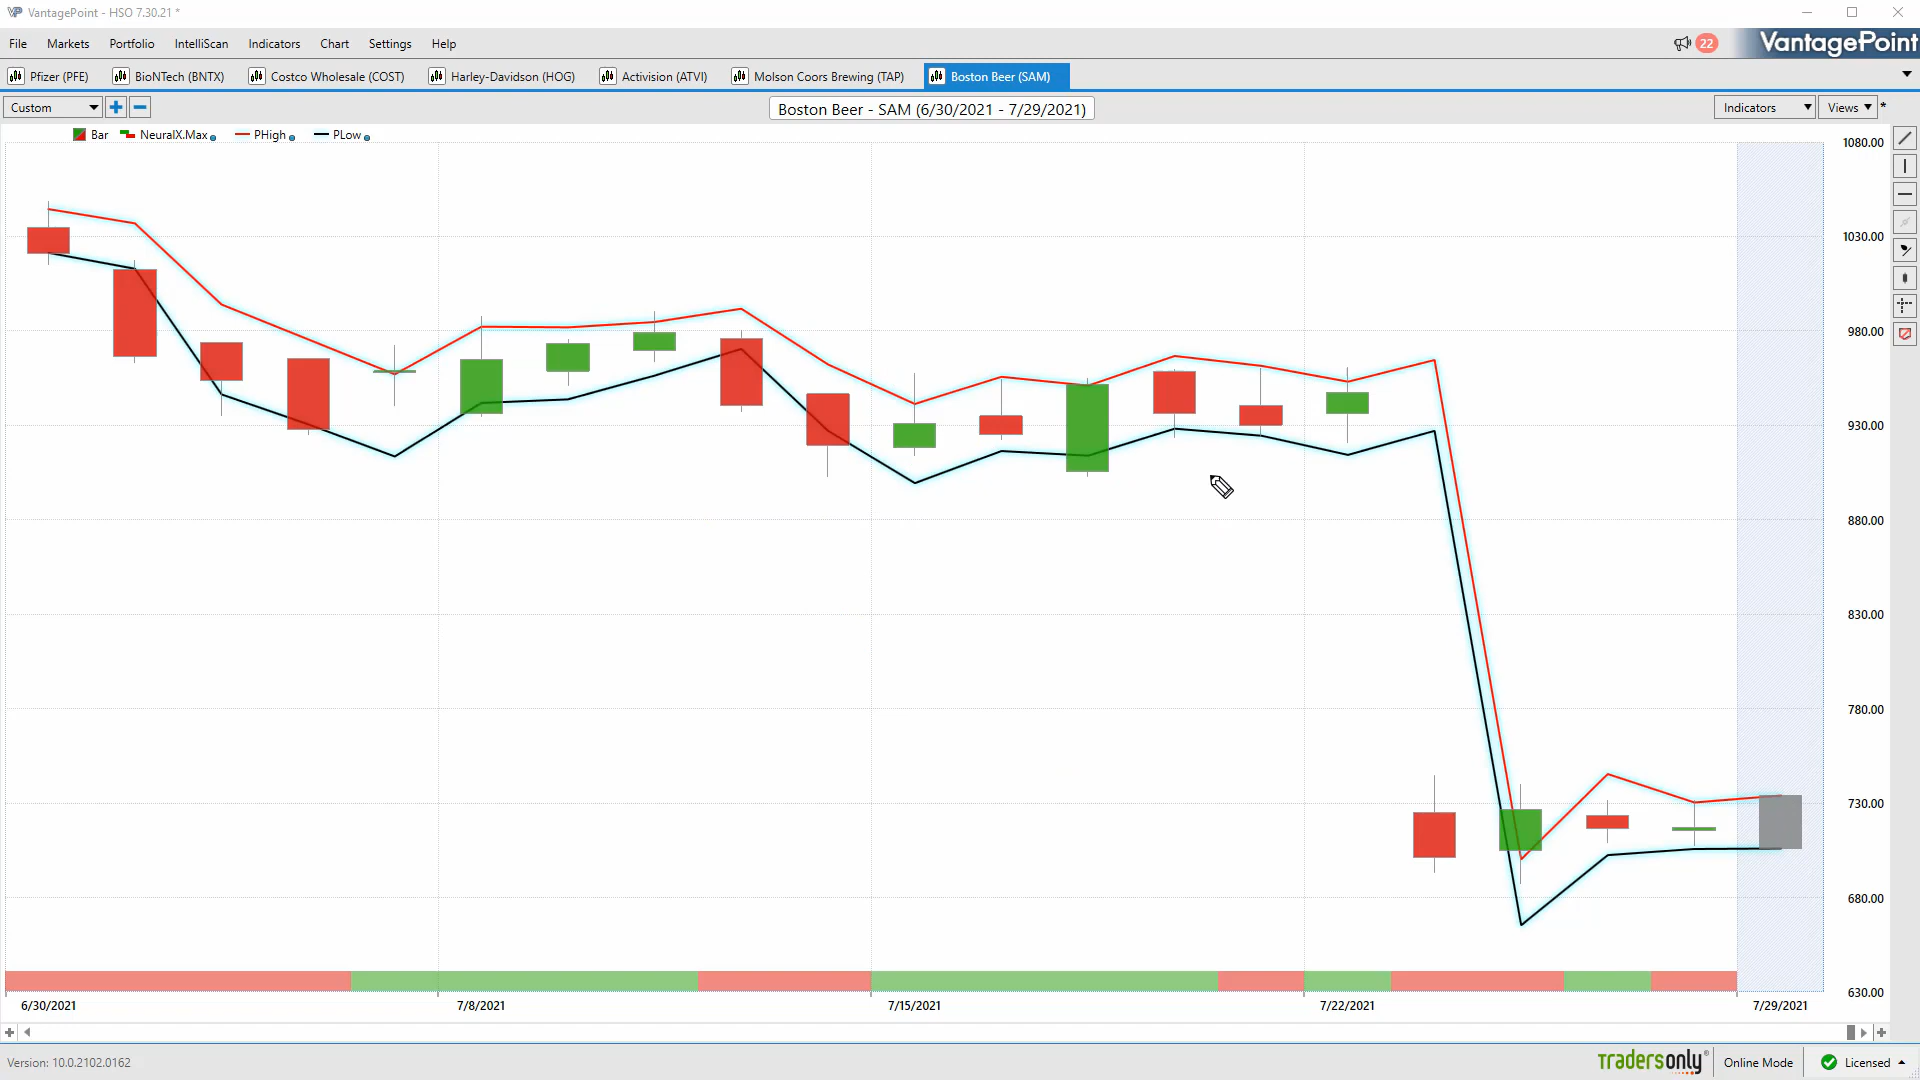 VantagePoint - HSO 7.30.21 *
File Markets Portfolio IntelliScan Indicators Chart Settings Help 22 VantagePoint
Pfizer (PFE) BioNTech (BNTX) Costco Wholesale (COST) Harley-Davidson (HOG) Activision (ATVI) Molson Coors Brewing (TAP) Boston Beer (SAM)
Custom Boston Beer - SAM (6/30/2021 - 7/29/2021) Indicators Views *
Bar NeuralX.Max PHigh PLow
1080.00
1030.00
980.00
930.00
880.00
830.00
780.00
730.00
680.00
630.00
6/30/2021 7/8/2021 7/15/2021 7/22/2021 7/29/2021
Version: 10.0.2102.0162 tradersonly Online Mode Licensed